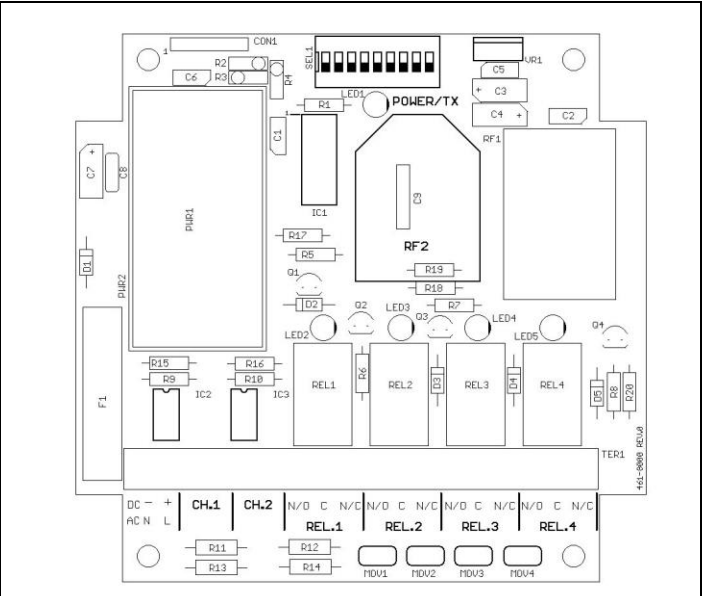 1 CON1
SEL1
VR1
R2
R3
R4
C6
C5
C3
+
LED1
R1
POWER/TX
C4
+
C2
1
C1
RF1
IC1
C7
+
C8
PWR1
C9
RF2
R17
R5
D1
PWR2
Q1
R19
R18
D2
R7
Q2
LED3
Q3
LED4
Q4
LED2
LED5
R15
R16
R9
R10
IC2
IC3
REL1
R6
REL2
D3
REL3
D4
REL4
D5
R8
R20
F1
TER1
461-0000 REV.0
DC - +
AC N L
CH.1
CH.2
N/O C N/C
N/O C N/C
N/O C N/C
N/O C N/C
REL.1
REL.2
REL.3
REL.4
R11
R12
R13
R14
MOV1
MOV2
MOV3
MOV4